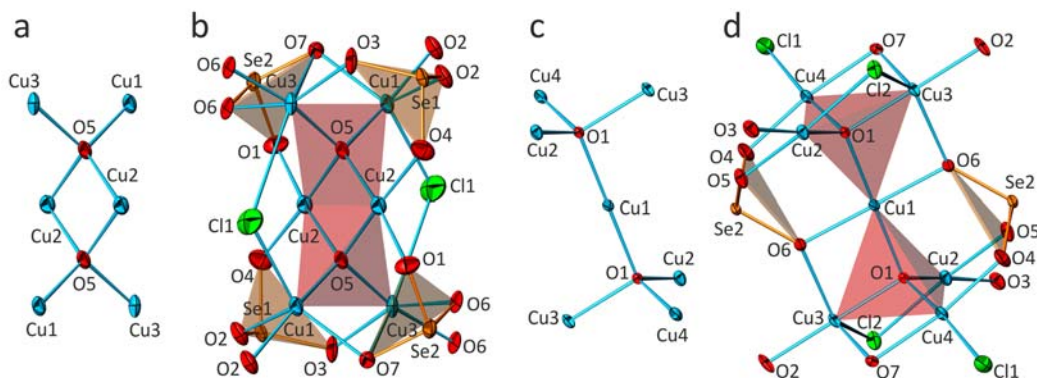 a
b
c
d
Cu3 Cu1
O5
Cu2
Cu2
O5
Cu1 Cu3
O7 O3 O2
O6 Se2 Cu3 Cu1 O2
Se1
O6
O5 O4
O1
Cu2
Cl1 Cl1
Cu2
O4 O1
O5
Se1 O6
Cu1 Cu3
O2 Se2 O6
O2 O3 O7
Cu4 Cu3
O1
Cu2
Cu1
O1 Cu2
Cu3
Cu4
Cl1 O7 O2
Cu4 Cl2
Cu3
O3 O1
O4 Cu2
O5 O6
Se2
Se2 Cu1
O6 O5
O4
O1 Cu2
O3
Cu3 Cl2
Cu4
O2 O7 Cl1